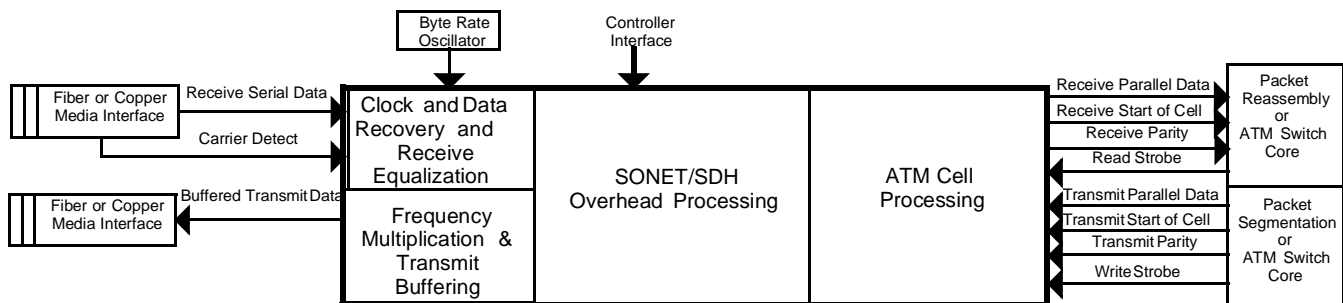 Byte Rate
Oscillator
Controller
Interface
Fiber or Copper
Media Interface
Receive Serial Data
Carrier Detect
Fiber or Copper
Media Interface
Buffered Transmit Data
Clock and Data
Recovery and
Receive
Equalization
Frequency
Multiplication &
Transmit
Buffering
SONET/SDH
Overhead Processing
ATM Cell
Processing
Receive Parallel Data
Receive Start of Cell
Receive Parity
Read Strobe
Transmit Parallel Data
Transmit Start of Cell
Transmit Parity
Write Strobe
Packet
Reassembly
or
ATM Switch
Core
Packet
Segmentation
or
ATM Switch
Core